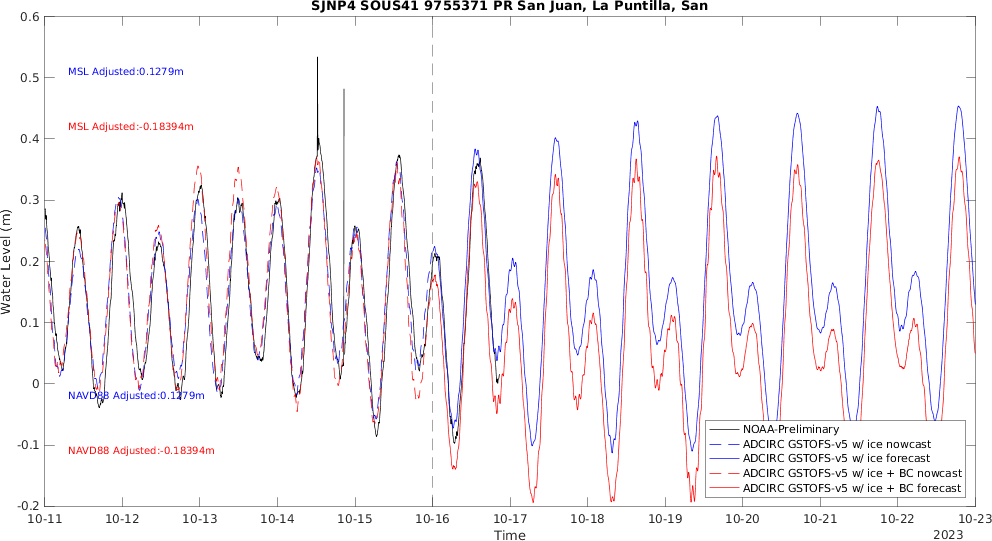 SJNP4 SOUS41 9755371 PR San Juan, La Puntilla, San
0.6
0.5
0.4
0.3
0.2
0.1
0
-0.1
-0.2
Water Level (m)
MSL Adjusted:0.1279m
MSL Adjusted:-0.18394m
NAVD88 Adjusted:0.1279m
NAVD88 Adjusted:-0.18394m
NOAA-Preliminary
ADCIRC GSTOFS-v5 w/ ice nowcast
ADCIRC GSTOFS-v5 w/ ice forecast
ADCIRC GSTOFS-v5 w/ ice + BC nowcast
ADCIRC GSTOFS-v5 w/ ice + BC forecast
10-11 10-12 10-13 10-14 10-15 10-16 10-17 10-18 10-19 10-20 10-21 10-22 10-23
Time
2023